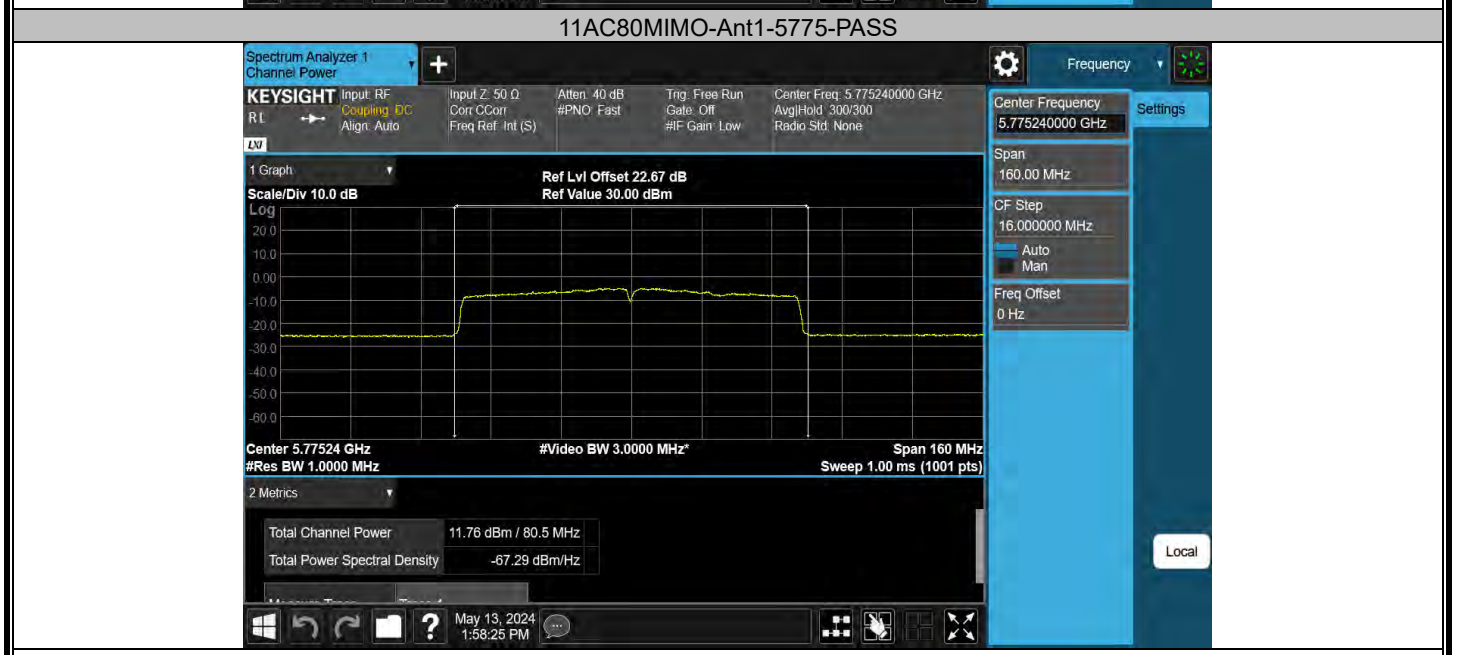 11AC80MIMO-Ant1-5775-PASS
Spectrum Analyzer 1
Channel Power
Frequency
KEYSIGHT
RL
LXI
Input: RF
Coupling: DC
Align: Auto
Input Z: 50 Ω
Corr CCorr
Freq Ref: Int (S)
Atten: 40 dB
#PNO: Fast
Trig: Free Run
Gate: Off
#IF Gain: Low
Center Freq: 5.775240000 GHz
Avg|Hold: 300/300
Radio Std: None
Center Frequency
5.775240000 GHz
Settings
Span
160.00 MHz
CF Step
16.000000 MHz
Auto
Man
Freq Offset
0 Hz
Local
1 Graph
Scale/Div 10.0 dB
Ref Lvl Offset 22.67 dB
Ref Value 30.00 dBm
Log
20.0
10.0
0.00
-10.0
-20.0
-30.0
-40.0
-50.0
-60.0
Center 5.77524 GHz
#Video BW 3.0000 MHz*
Span 160 MHz
#Res BW 1.0000 MHz
Sweep 1.00 ms (1001 pts)
2 Metrics
Total Channel Power 11.76 dBm / 80.5 MHz
Total Power Spectral Density -67.29 dBm/Hz
?
May 13, 2024
1:58:25 PM